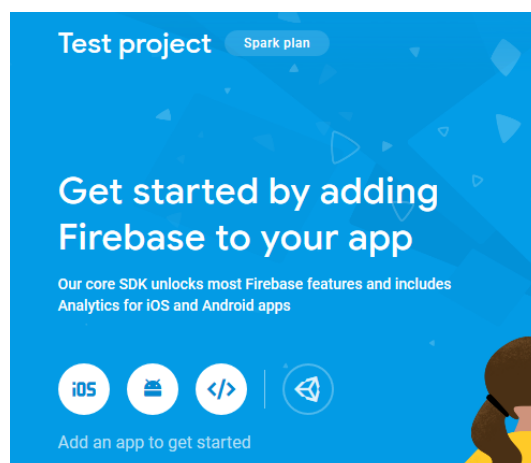 Test project
Spark plan
Get started by adding
Firebase to your app
Our core SDK unlocks most Firebase features and includes
Analytics for iOS and Android apps
iOS
</>
Add an app to get started